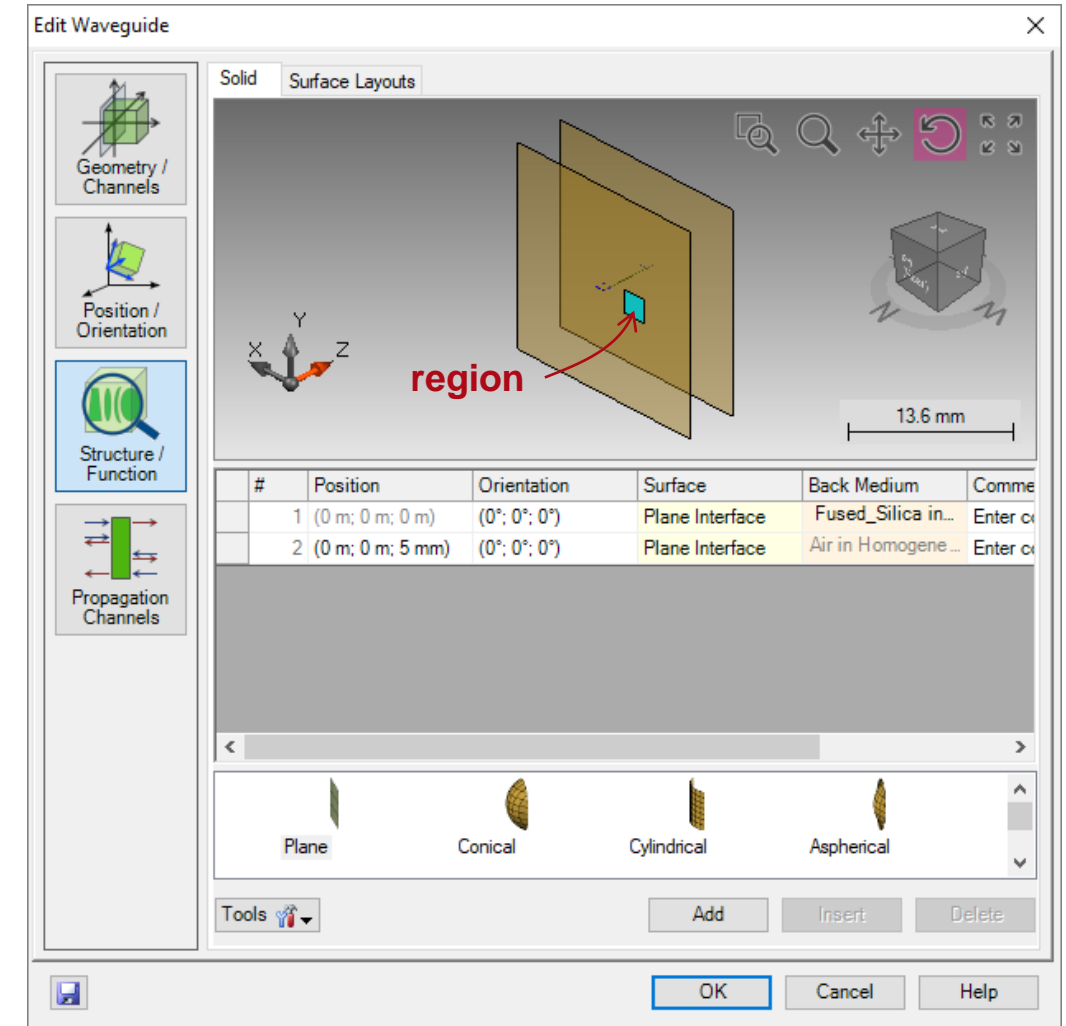 Edit Waveguide
Geometry /
Channels
Position /
Orientation
Structure /
Function
Propagation
Channels
Solid
Surface Layouts
Y
X
Z
region
13.6 mm
# Position Orientation Surface Back Medium Comme
1 (0 m; 0 m; 0 m) (0°; 0°; 0°) Plane Interface Fused_Silica in... Enter co
2 (0 m; 0 m; 5 mm) (0°; 0°; 0°) Plane Interface Air in Homogene... Enter co
Plane Conical Cylindrical Aspherical
Tools
Add
Insert
Delete
OK
Cancel
Help